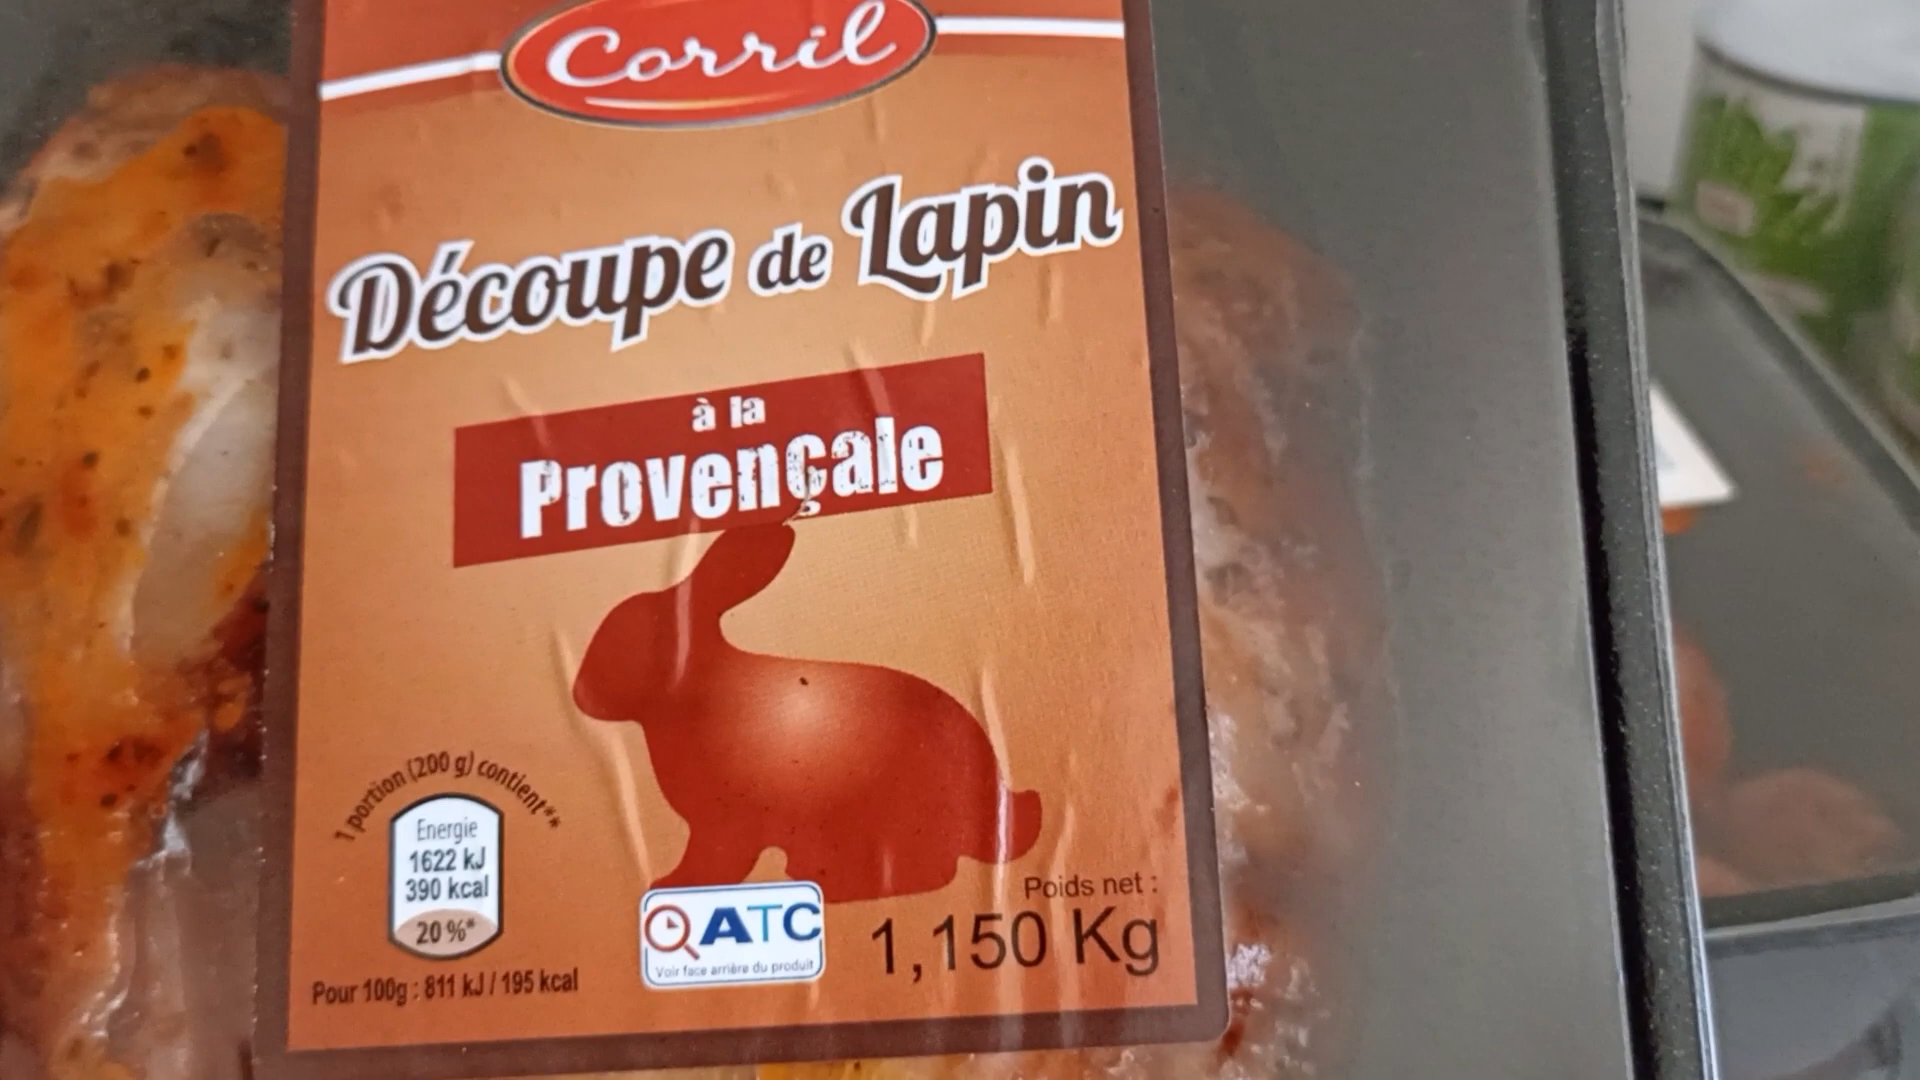 Corril
Découpe de Lapin
à la
Provençale
1 portion (200 g) contient**
Energie
1622 kJ
390 kcal
20 %*
Pour 100g : 811 kJ / 195 kcal
ATC
Voir face arrière du produit
Poids net :
1,150 Kg